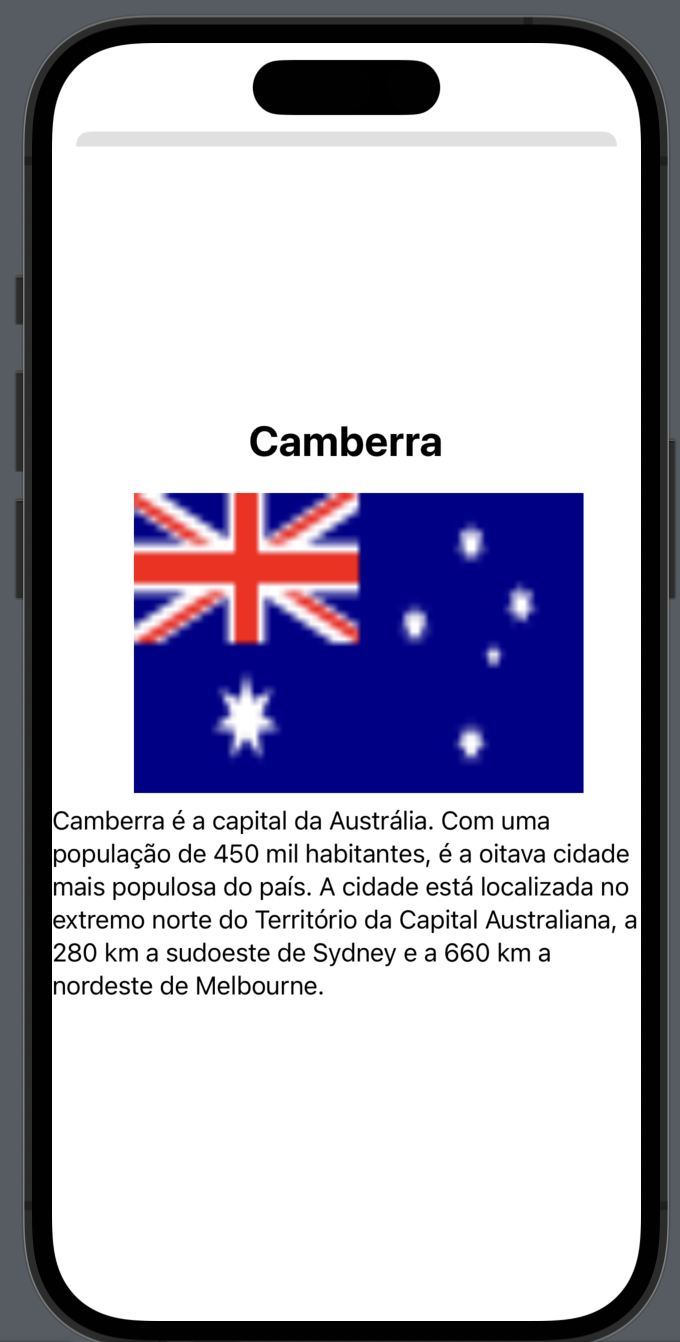 Camberra
Camberra é a capital da Austrália. Com uma
população de 450 mil habitantes, é a oitava cidade
mais populosa do país. A cidade está localizada no
extremo norte do Território da Capital Australiana, a
280 km a sudoeste de Sydney e a 660 km a
nordeste de Melbourne.